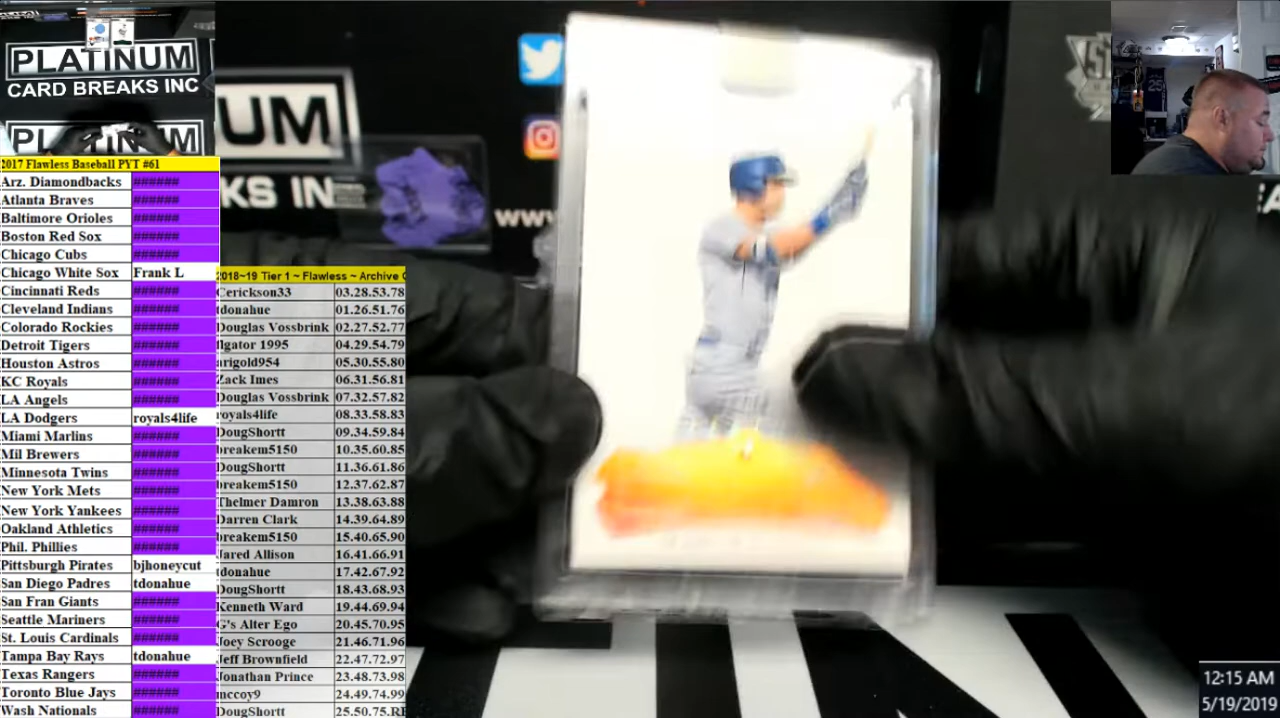 PLATINUM
CARD BREAKS INC
PLATINUM
UM
KS IN
www
2017 Flawless Baseball PYT #61
Arz. Diamondbacks ######
Atlanta Braves ######
Baltimore Orioles ######
Boston Red Sox ######
Chicago Cubs ######
Chicago White Sox Frank L
Cincinnati Reds ######
Cleveland Indians ######
Colorado Rockies ######
Detroit Tigers ######
Houston Astros ######
KC Royals ######
LA Angels ######
LA Dodgers royals4life
Miami Marlins ######
Mil Brewers ######
Minnesota Twins ######
New York Mets ######
New York Yankees ######
Oakland Athletics ######
Phil. Phillies ######
Pittsburgh Pirates bjhoneycut
San Diego Padres tdonahue
San Fran Giants ######
Seattle Mariners ######
St. Louis Cardinals ######
Tampa Bay Rays tdonahue
Texas Rangers ######
Toronto Blue Jays ######
Wash Nationals ######
2018~19 Tier 1 ~ Flawless ~ Archive
Cerickson33 03.28.53.78
tdonahue 01.26.51.76
Douglas Vossbrink 02.27.52.77
llgator 1995 04.29.54.79
arigold954 05.30.55.80
Zack Imes 06.31.56.81
Douglas Vossbrink 07.32.57.82
royals4life 08.33.58.83
DougShortt 09.34.59.84
breakem5150 10.35.60.85
DougShortt 11.36.61.86
breakem5150 12.37.62.87
Thelmer Damron 13.38.63.88
Darren Clark 14.39.64.89
breakem5150 15.40.65.90
Jared Allison 16.41.66.91
tdonahue 17.42.67.92
DougShortt 18.43.68.93
Kenneth Ward 19.44.69.94
G's Alter Ego 20.45.70.95
Joey Scrooge 21.46.71.96
Jeff Brownfield 22.47.72.97
Jonathan Prince 23.48.73.98
mccoy9 24.49.74.99
DougShortt 25.50.75.RE
25
12:15 AM
5/19/2019